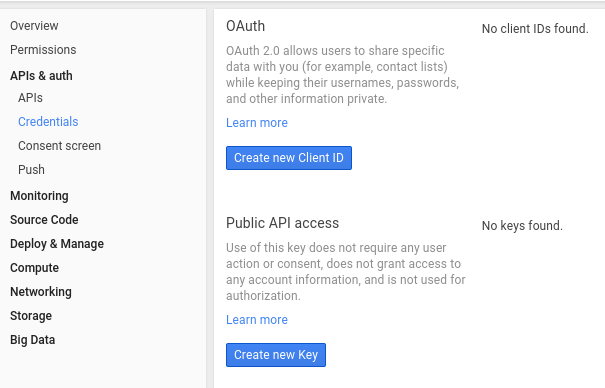 Overview
Permissions
APIs & auth
APIs
Credentials
Consent screen
Push
Monitoring
Source Code
Deploy & Manage
Compute
Networking
Storage
Big Data
OAuth
OAuth 2.0 allows users to share specific
data with you (for example, contact lists)
while keeping their usernames, passwords,
and other information private.
Learn more
Create new Client ID
No client IDs found.
Public API access
Use of this key does not require any user
action or consent, does not grant access to
any account information, and is not used for
authorization.
Learn more
Create new Key
No keys found.